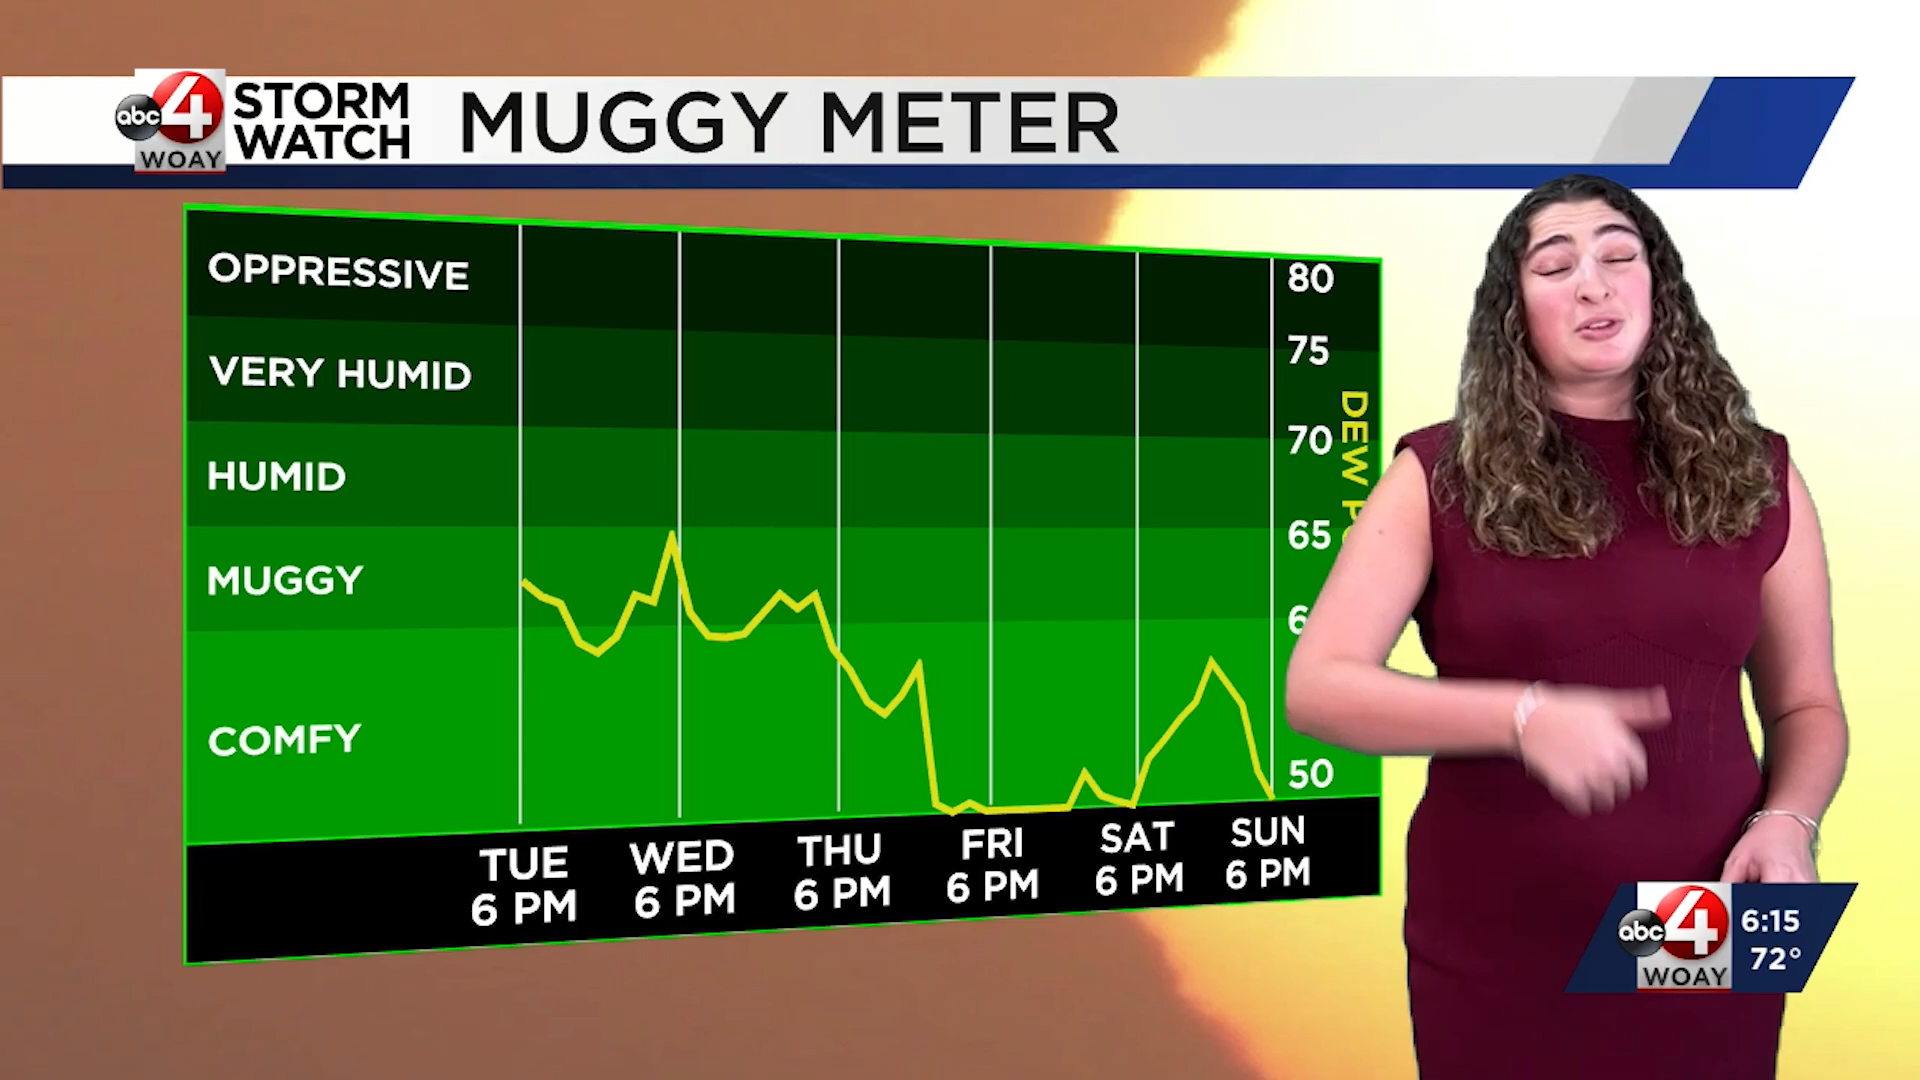 abc 4
WOAY
STORM
WATCH
MUGGY METER
OPPRESSIVE
VERY HUMID
HUMID
MUGGY
COMFY
80
75
70
65
50
DEW
TUE
6 PM
WED
6 PM
THU
6 PM
FRI
6 PM
SAT
6 PM
SUN
6 PM
abc 4
WOAY
6:15
72°